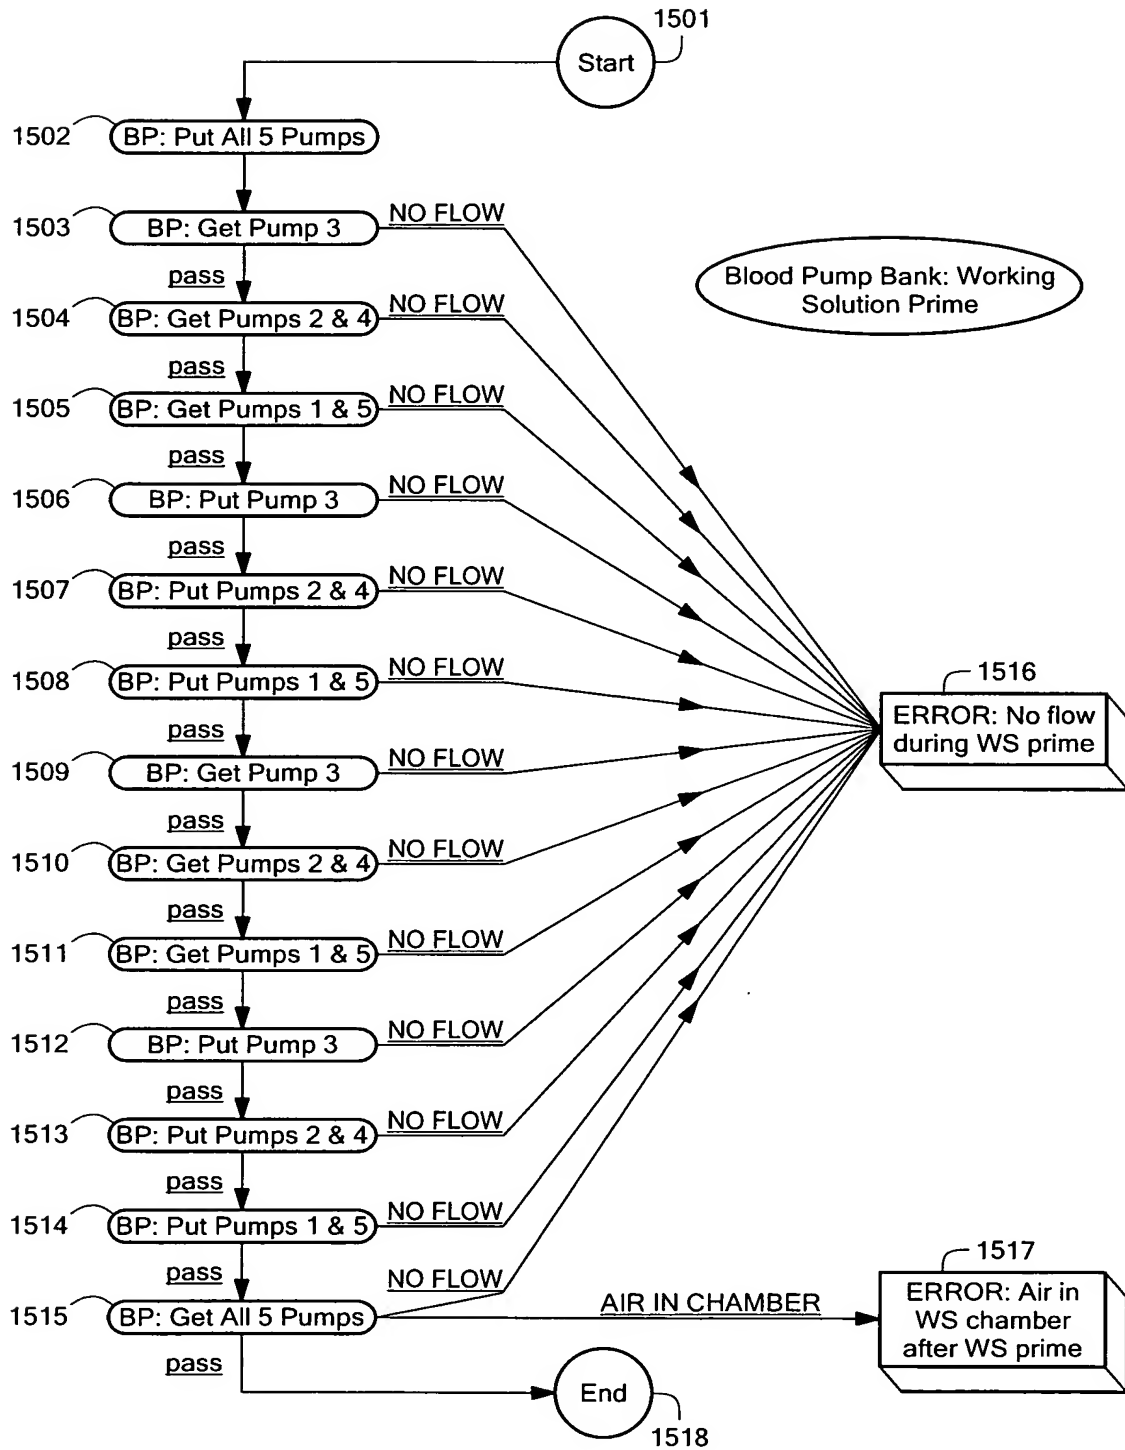 1501
Start
1502
BP: Put All 5 Pumps
1503
BP: Get Pump 3
NO FLOW
pass
Blood Pump Bank: Working
Solution Prime
1504
BP: Get Pumps 2 & 4
NO FLOW
pass
1505
BP: Get Pumps 1 & 5
NO FLOW
pass
1506
BP: Put Pump 3
NO FLOW
pass
1507
BP: Put Pumps 2 & 4
NO FLOW
pass
1508
BP: Put Pumps 1 & 5
NO FLOW
pass
1516
ERROR: No flow
during WS prime
1509
BP: Get Pump 3
NO FLOW
pass
1510
BP: Get Pumps 2 & 4
NO FLOW
pass
1511
BP: Get Pumps 1 & 5
NO FLOW
pass
1512
BP: Put Pump 3
NO FLOW
pass
1513
BP: Put Pumps 2 & 4
NO FLOW
pass
1514
BP: Put Pumps 1 & 5
NO FLOW
pass
1515
BP: Get All 5 Pumps
NO FLOW
AIR IN CHAMBER
1517
ERROR: Air in
WS chamber
after WS prime
pass
End
1518